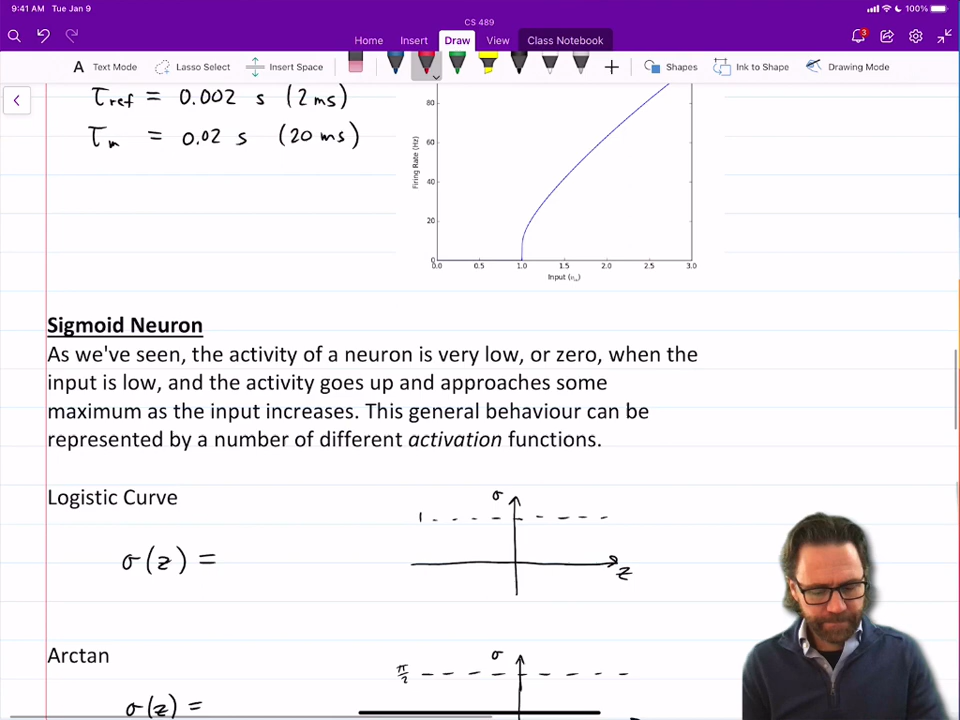 9:41 AM Tue Jan 9
100%
CS 489
Home Insert Draw View Class Notebook
3
A Text Mode Lasso Select Insert Space Shapes Ink to Shape Drawing Mode
τref = 0.002 s (2 ms)
τm = 0.02 s (20 ms)
80
60
40
20
0
Firing Rate (Hz)
0.0 0.5 1.0 1.5 2.0 2.5 3.0
Sigmoid Neuron
As we've seen, the activity of a neuron is very low, or zero, when the
input is low, and the activity goes up and approaches some
maximum as the input increases. This general behaviour can be
represented by a number of different activation functions.
Logistic Curve
σ(z) =
σ
1
z
Arctan
σ(z) =
σ
π/2